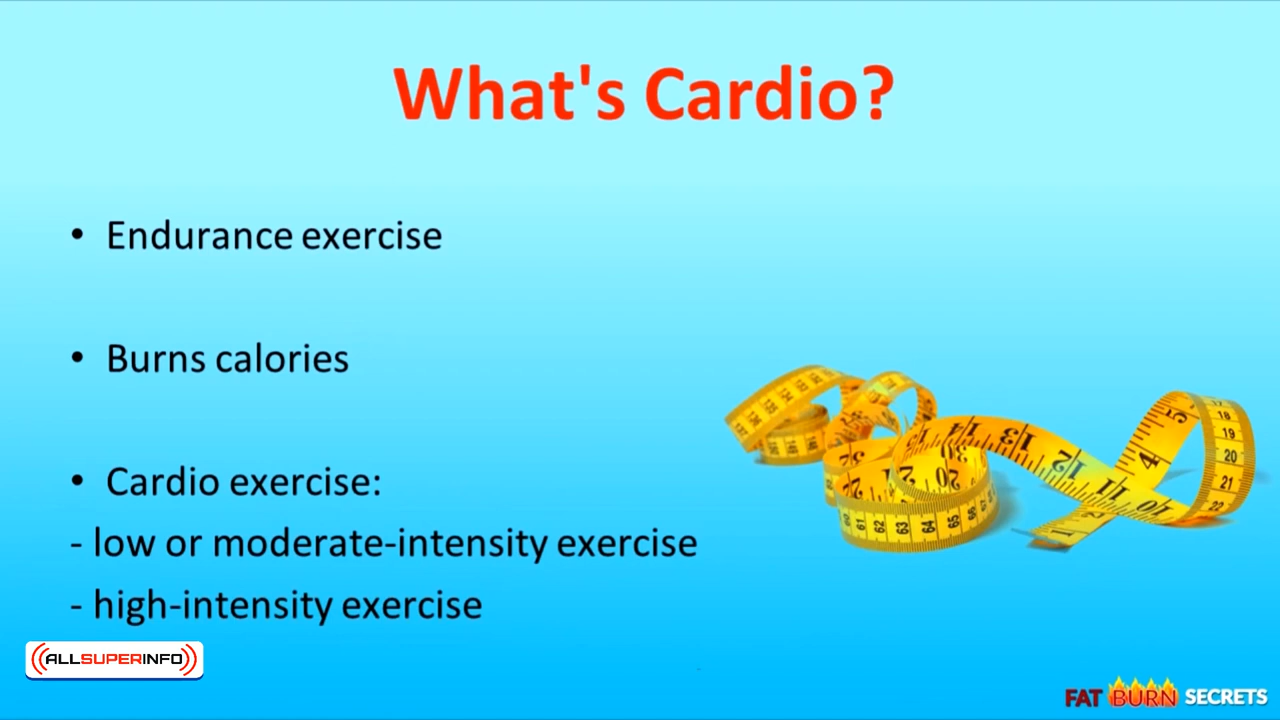 What's Cardio?
• Endurance exercise
• Burns calories
• Cardio exercise:
- low or moderate-intensity exercise
- high-intensity exercise
ALLSUPERINFO
FAT BURN SECRETS